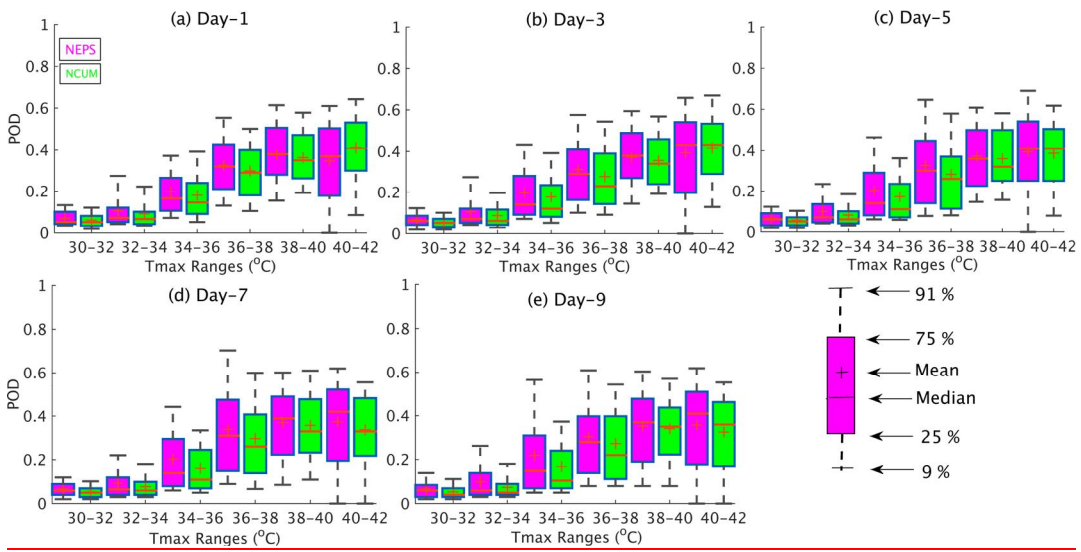 (a) Day-1
1
0.8
0.6
0.4
0.2
0
POD
NEPS
NCUM
30-32 32-34 34-36 36-38 38-40 40-42
Tmax Ranges (°C)
(b) Day-3
1
0.8
0.6
0.4
0.2
0
30-32 32-34 34-36 36-38 38-40 40-42
Tmax Ranges (°C)
(c) Day-5
1
0.8
0.6
0.4
0.2
0
30-32 32-34 34-36 36-38 38-40 40-42
Tmax Ranges (°C)
(d) Day-7
1
0.8
0.6
0.4
0.2
0
POD
30-32 32-34 34-36 36-38 38-40 40-42
Tmax Ranges (°C)
(e) Day-9
1
0.8
0.6
0.4
0.2
0
30-32 32-34 34-36 36-38 38-40 40-42
Tmax Ranges (°C)
91 %
75 %
Mean
Median
25 %
9 %